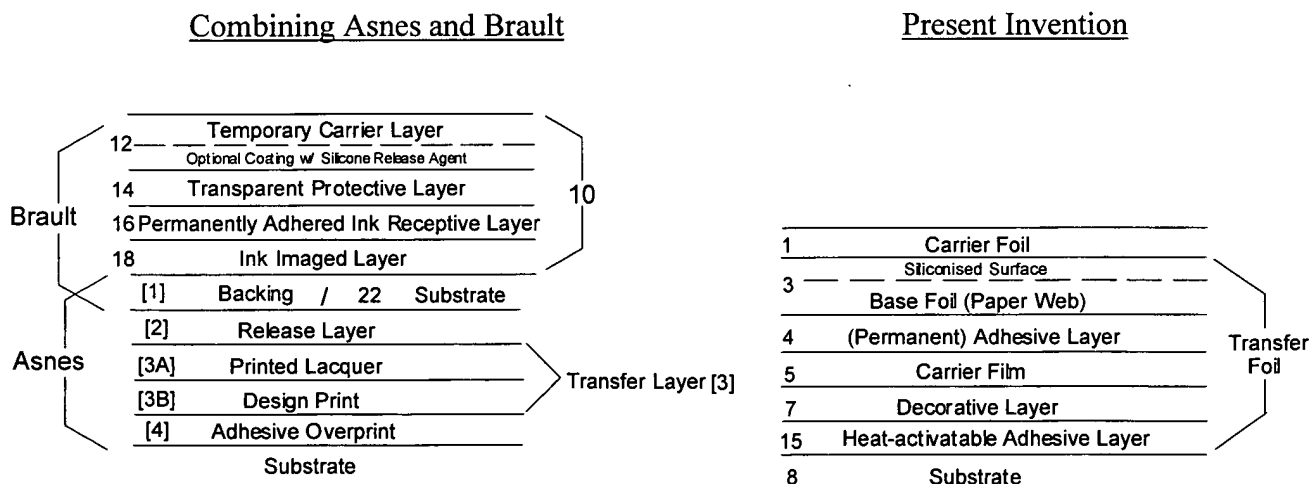 Combining Asnes and Brault
Present Invention
Brault
Asnes
12
Temporary Carrier Layer
Optional Coating w/ Silicone Release Agent
14 Transparent Protective Layer
16 Permanently Adhered Ink Receptive Layer
18 Ink Imaged Layer
10
[1] Backing / 22 Substrate
[2] Release Layer
[3A] Printed Lacquer
[3B] Design Print
Transfer Layer [3]
[4] Adhesive Overprint
Substrate
1 Carrier Foil
3
Siliconised Surface
Base Foil (Paper Web)
4 (Permanent) Adhesive Layer
5 Carrier Film
7 Decorative Layer
15 Heat-activatable Adhesive Layer
Transfer
Foil
8 Substrate